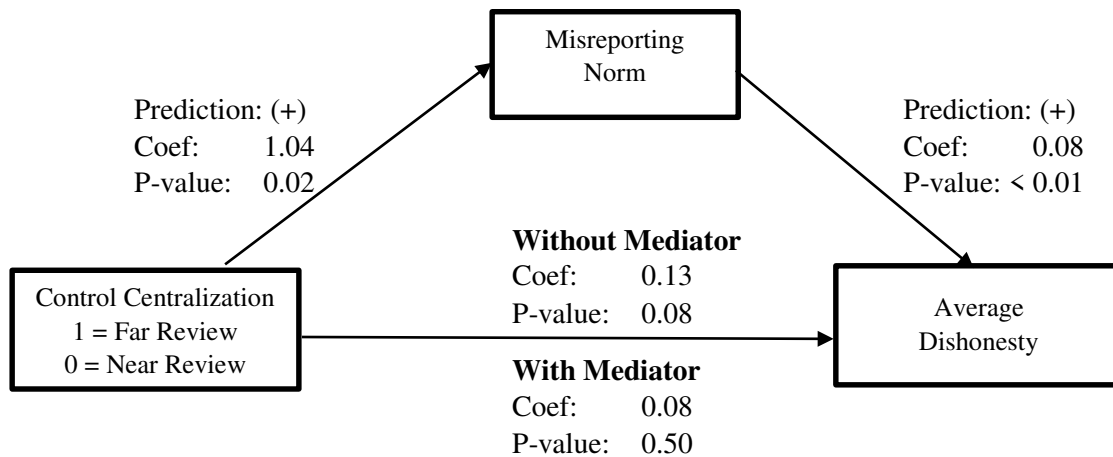 Misreporting
Norm
Prediction: (+)
Coef: 1.04
P-value: 0.02
Prediction: (+)
Coef: 0.08
P-value: < 0.01
Without Mediator
Coef: 0.13
P-value: 0.08
Control Centralization
1 = Far Review
0 = Near Review
Average
Dishonesty
With Mediator
Coef: 0.08
P-value: 0.50